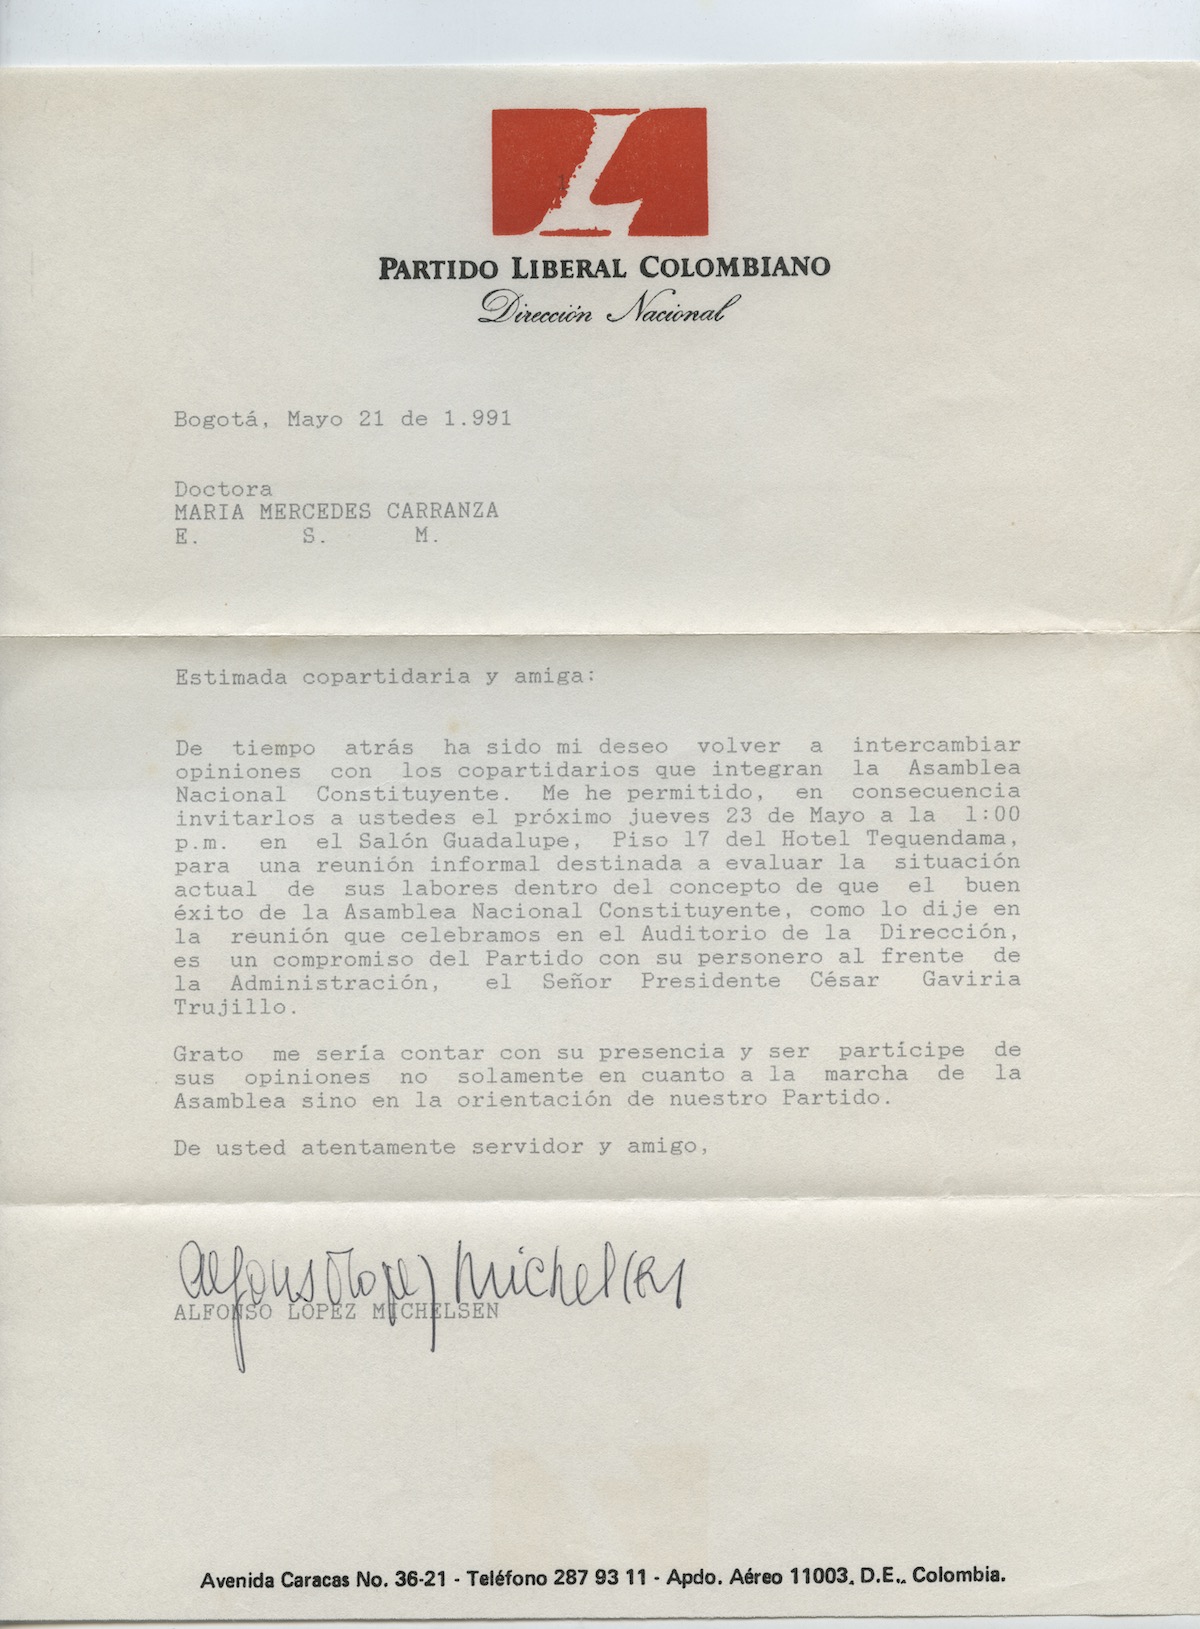 L
PARTIDO LIBERAL COLOMBIANO
Dirección Nacional
Bogotá, Mayo 21 de 1.991
Doctora
MARIA MERCEDES CARRANZA
E. S. M.
Estimada copartidaria y amiga:
De tiempo atrás ha sido mi deseo volver a intercambiar
opiniones con los copartidarios que integran la Asamblea
Nacional Constituyente. Me he permitido, en consecuencia
invitarlos a ustedes el próximo jueves 23 de Mayo a la 1:00
p.m. en el Salón Guadalupe, Piso 17 del Hotel Tequendama,
para una reunión informal destinada a evaluar la situación
actual de sus labores dentro del concepto de que el buen
éxito de la Asamblea Nacional Constituyente, como lo dije en
la reunión que celebramos en el Auditorio de la Dirección,
es un compromiso del Partido con su personero al frente de
la Administración, el Señor Presidente César Gaviria
Trujillo.
Grato me sería contar con su presencia y ser partícipe de
sus opiniones no solamente en cuanto a la marcha de la
Asamblea sino en la orientación de nuestro Partido.
De usted atentamente servidor y amigo,
Alfonso López Michelsen
ALFONSO LOPEZ MICHELSEN
Avenida Caracas No. 36-21 - Teléfono 287 93 11 - Apdo. Aéreo 11003. D.E.. Colombia.